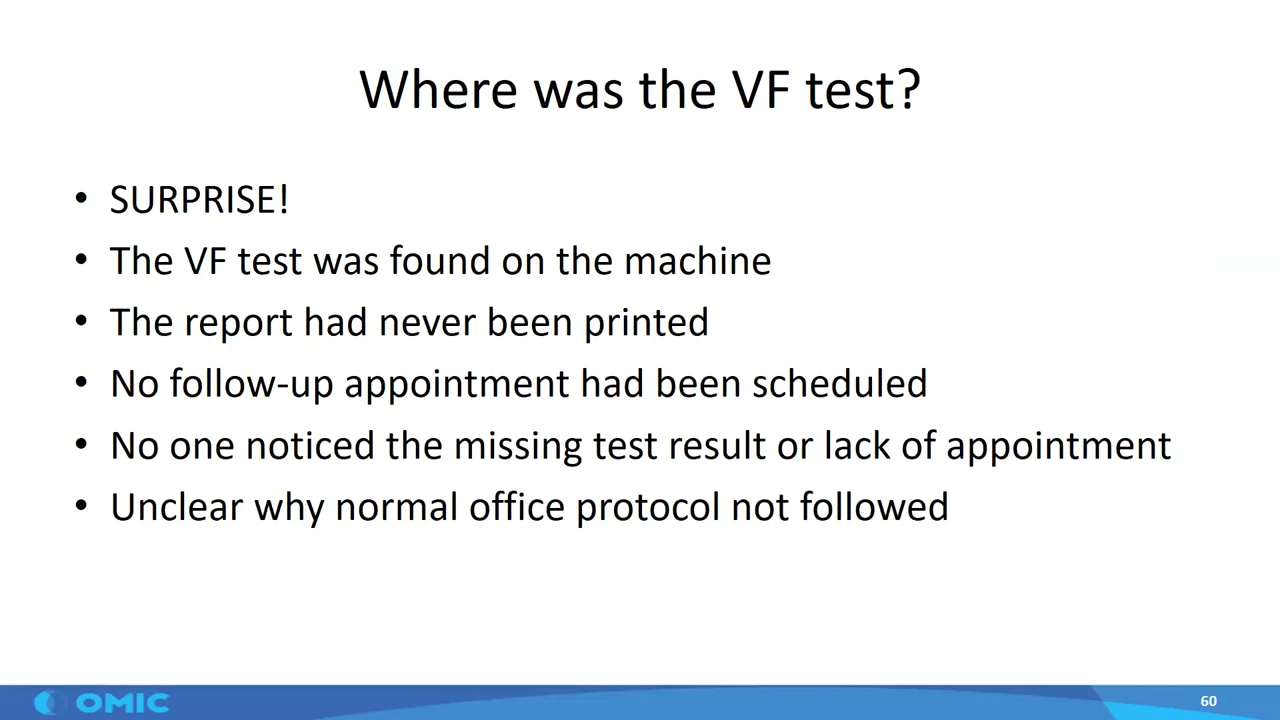 Where was the VF test?
• SURPRISE!
• The VF test was found on the machine
• The report had never been printed
• No follow-up appointment had been scheduled
• No one noticed the missing test result or lack of appointment
• Unclear why normal office protocol not followed
OMIC
60